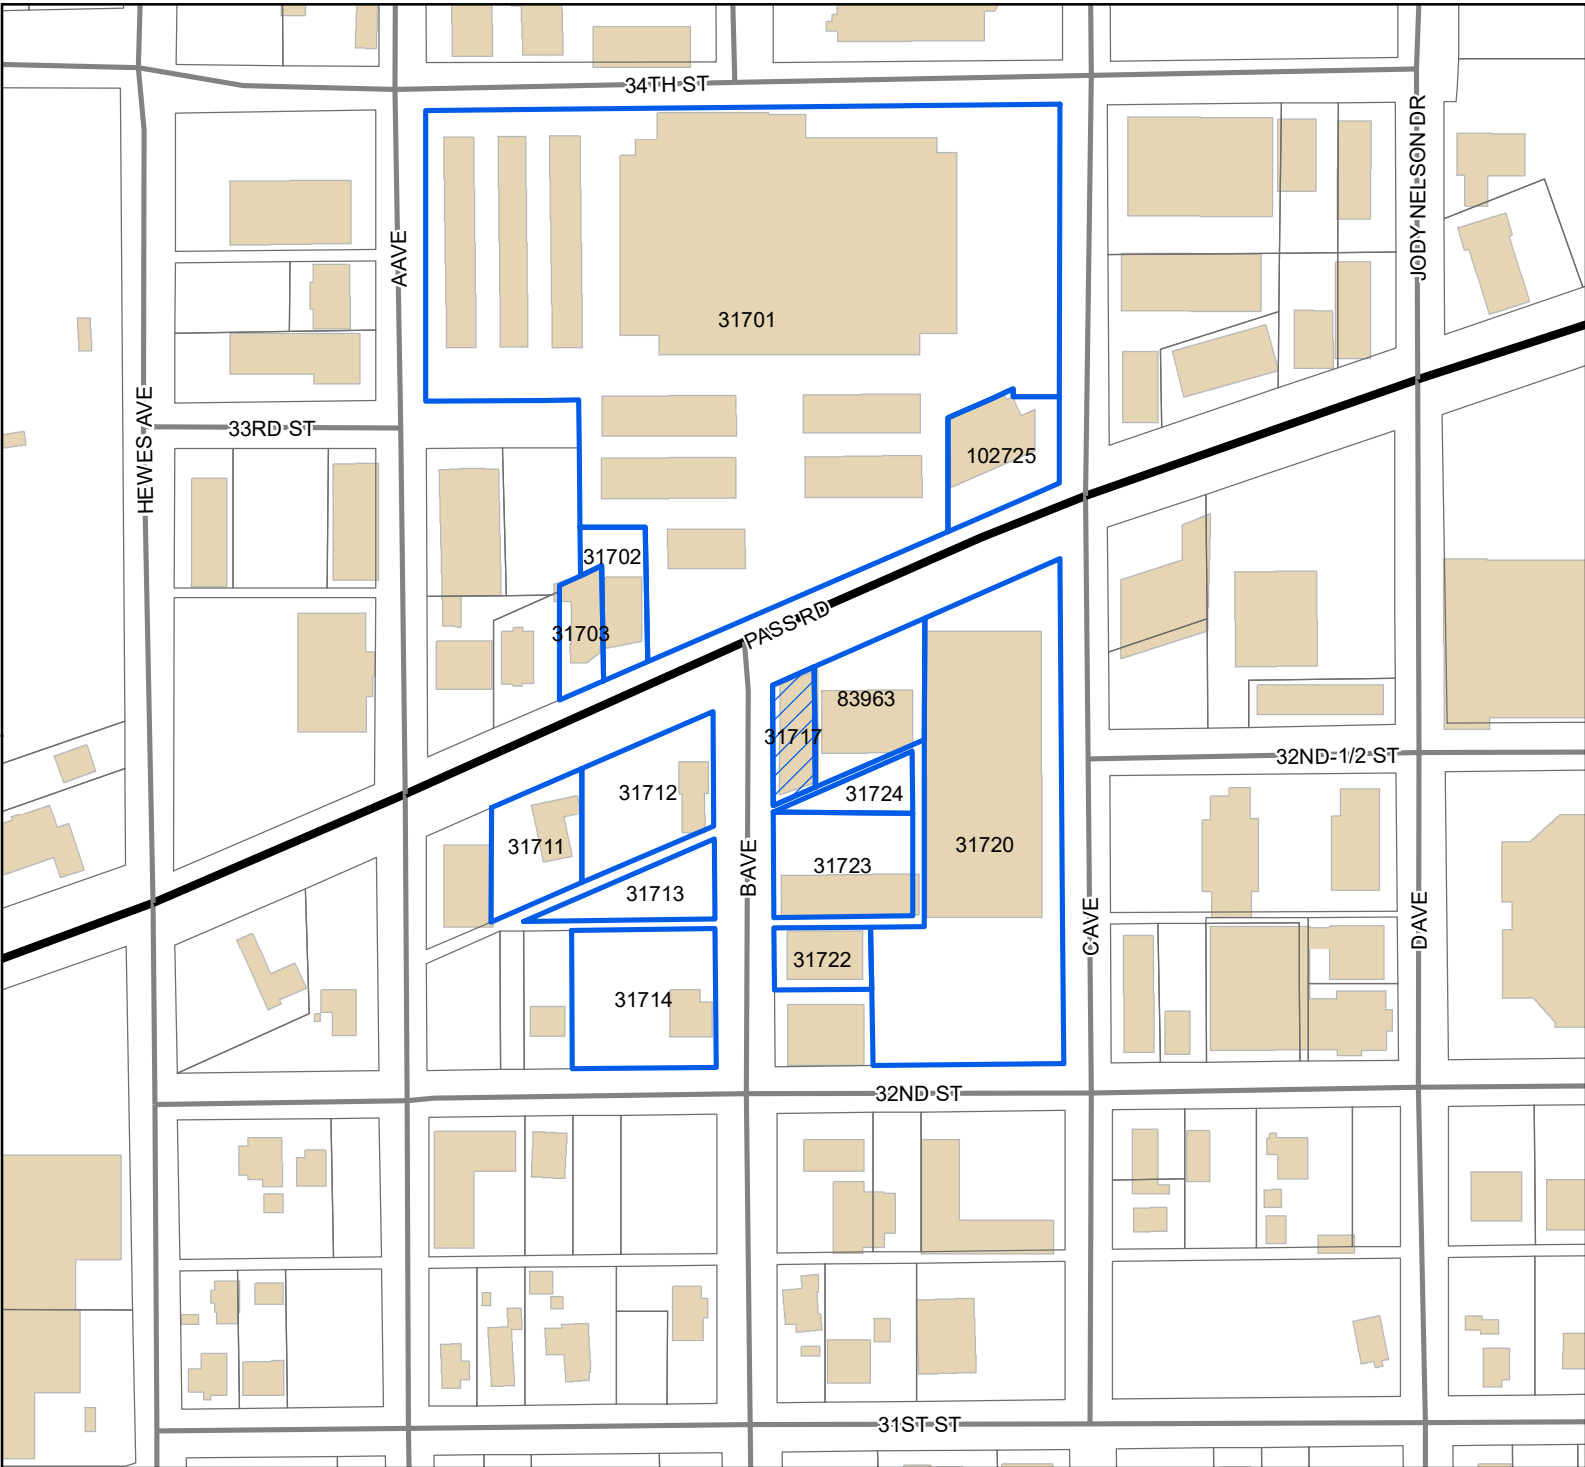 34TH ST
JODY NELSON DR
A AVE
31701
HEWES AVE
33RD ST
102725
31702
PASS RD
31703
83963
31717
32ND-1/2 ST
31712
31724
31711
31720
31723
B AVE
31713
C AVE
D AVE
31722
31714
32ND ST
31ST ST